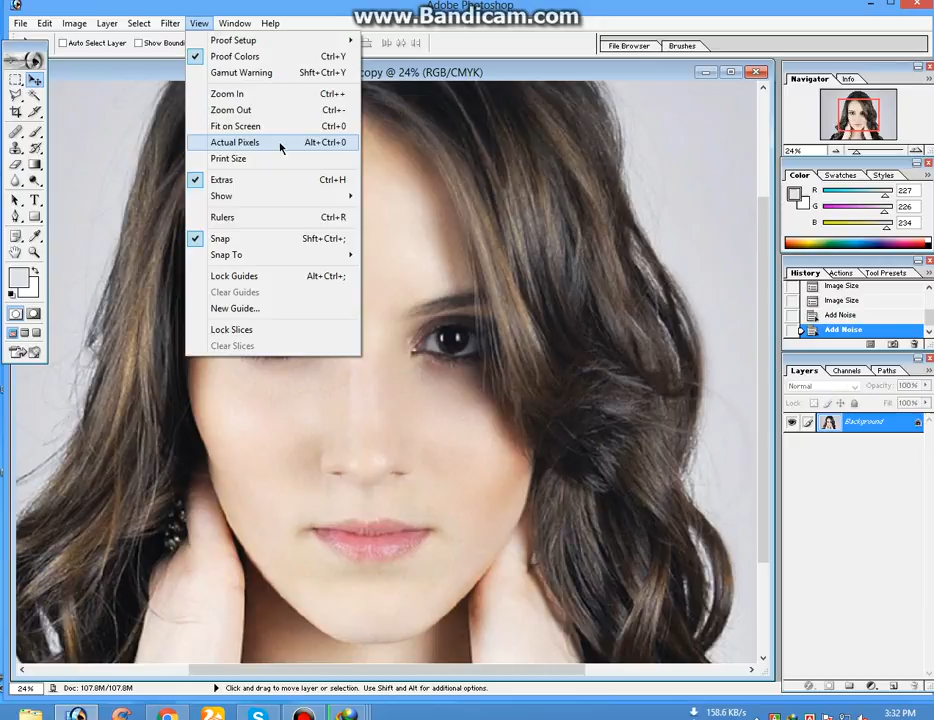 Adobe Photoshop
www.Bandicam.com
File Edit Image Layer Select Filter View Window Help
Auto Select Layer Show Bound
File Browser Brushes
copy @ 24% (RGB/CMYK)
Proof Setup
Proof Colors Ctrl+Y
Gamut Warning Shft+Ctrl+Y
Zoom In Ctrl++
Zoom Out Ctrl+-
Fit on Screen Ctrl+0
Actual Pixels Alt+Ctrl+0
Print Size
Extras Ctrl+H
Show
Rulers Ctrl+R
Snap Shft+Ctrl+;
Snap To
Lock Guides Alt+Ctrl+;
Clear Guides
New Guide...
Lock Slices
Clear Slices
Navigator Info
24%
Color Swatches Styles
R 227
G 226
B 234
History Actions Tool Presets
Image Size
Image Size
Add Noise
Add Noise
Layers Channels Paths
Normal Opacity: 100%
Lock: Fill: 100%
Background
24% Doc: 107.8M/107.8M Click and drag to move layer or selection. Use Shift and Alt for additional options.
158.6 KB/s 3:32 PM